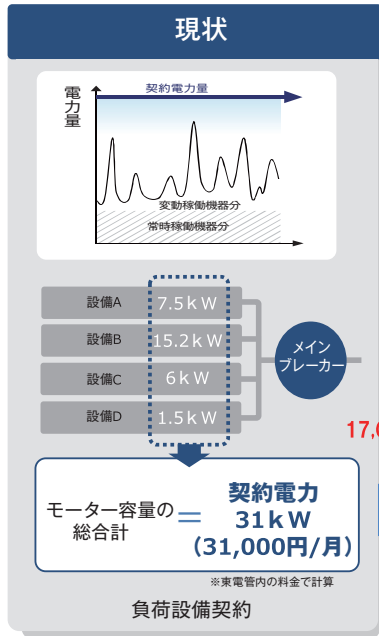 現状
電力量
契約電力量
変動稼働機器分
常時稼働機器分
設備A 7.5kW
設備B 15.2kW
設備C 6kW
設備D 1.5kW
メイン
ブレーカー
モーター容量の
総合計
=
契約電力
31kW
(31,000円/月)
※東電管内の料金で計算
負荷設備契約